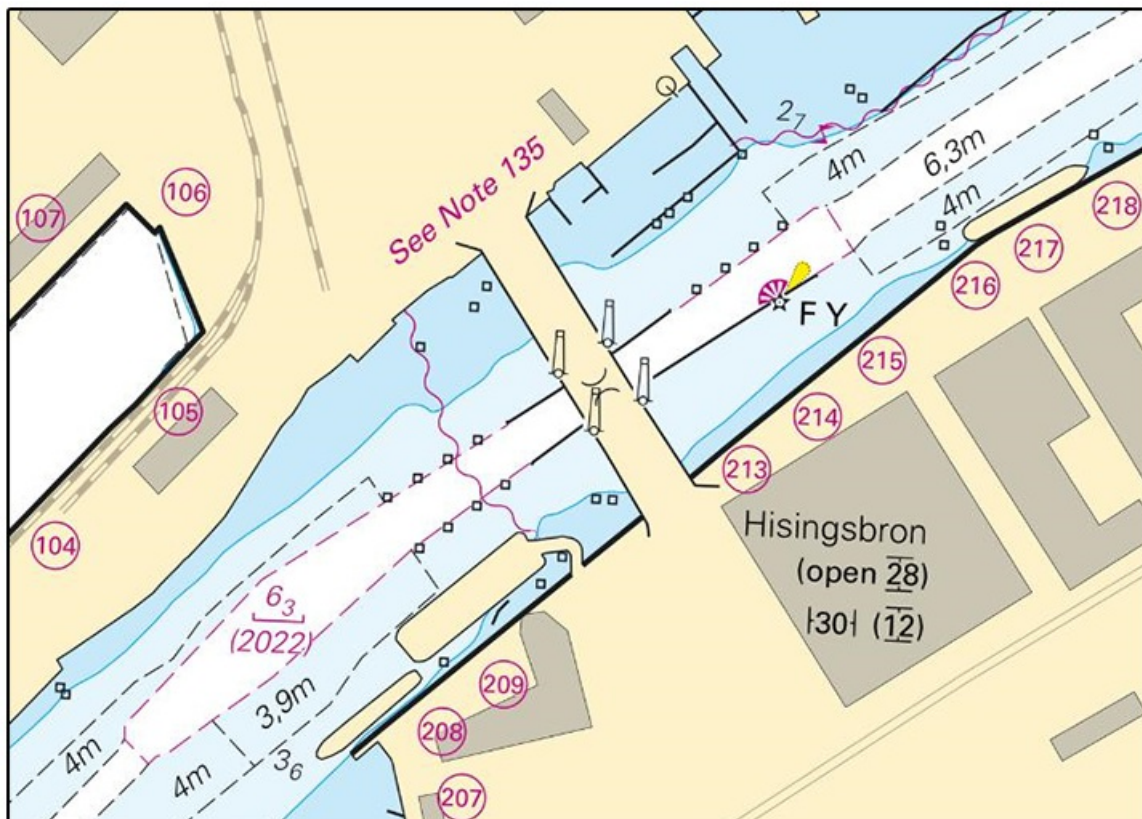 See Note 135
2₇
4m
6,3m
4m
107
106
218
217
216
F Y
215
105
214
213
104
Hisingsbron
(open 28)
30 (12)
6₃
(2022)
3,9m
209
4m
4m
3₆
208
207